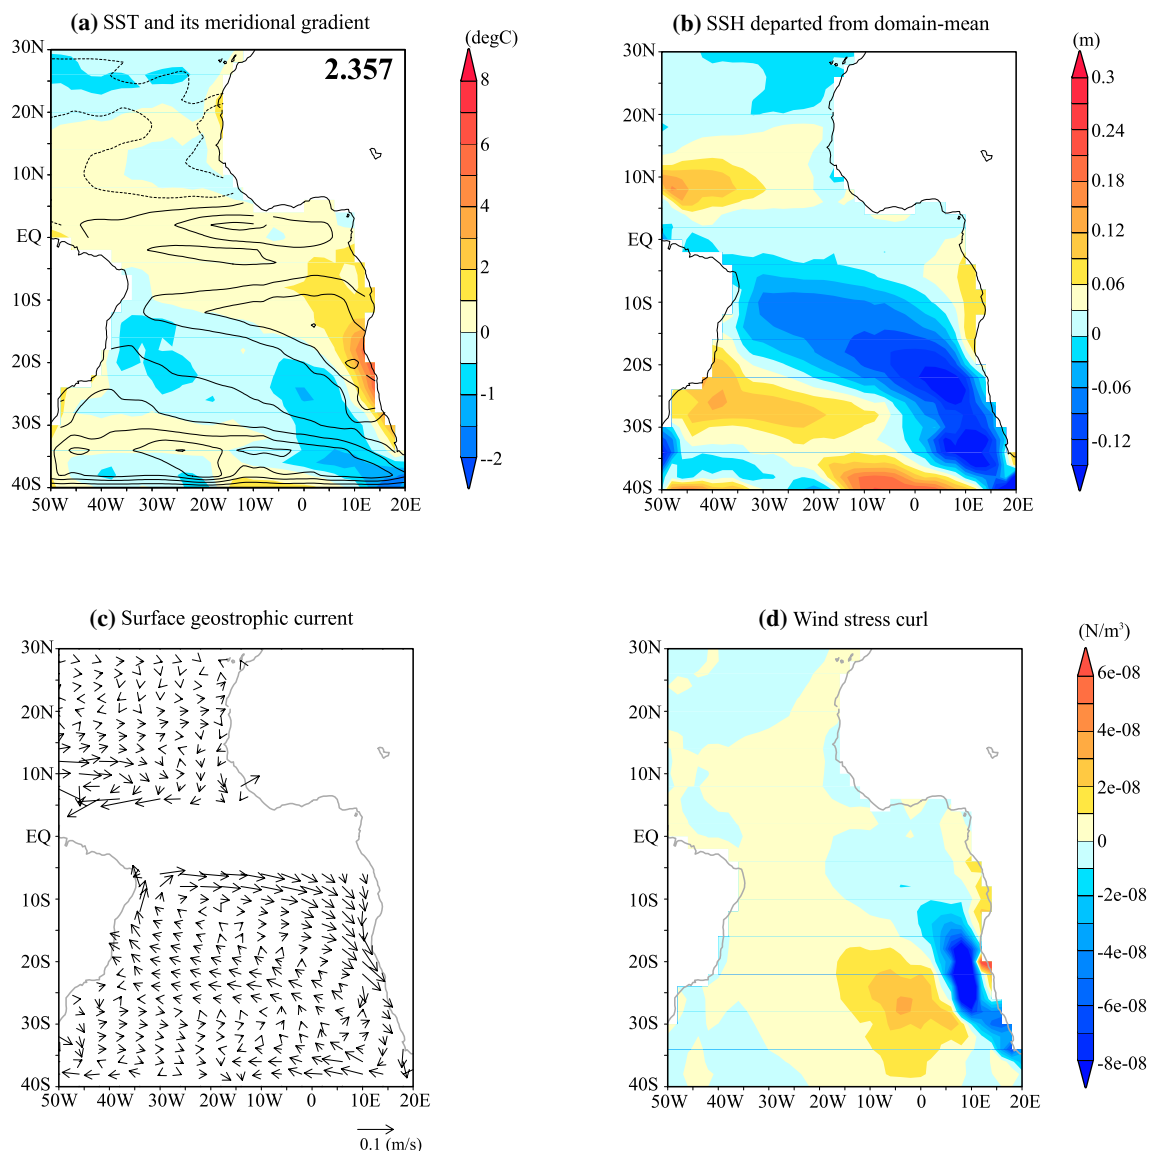 (a) SST and its meridional gradient
(degC)
30N
20N
10N
EQ
10S
20S
30S
40S
2.357
8
6
4
2
0
-1
--2
50W 40W 30W 20W 10W 0 10E 20E
(b) SSH departed from domain-mean
(m)
30N
20N
10N
EQ
10S
20S
30S
40S
0.3
0.24
0.18
0.12
0.06
0
-0.06
-0.12
50W 40W 30W 20W 10W 0 10E 20E
(c) Surface geostrophic current
30N
20N
10N
EQ
10S
20S
30S
40S
50W 40W 30W 20W 10W 0 10E 20E
0.1 (m/s)
(d) Wind stress curl
(N/m³)
30N
20N
10N
EQ
10S
20S
30S
40S
6e-08
4e-08
2e-08
0
-2e-08
-4e-08
-6e-08
-8e-08
50W 40W 30W 20W 10W 0 10E 20E